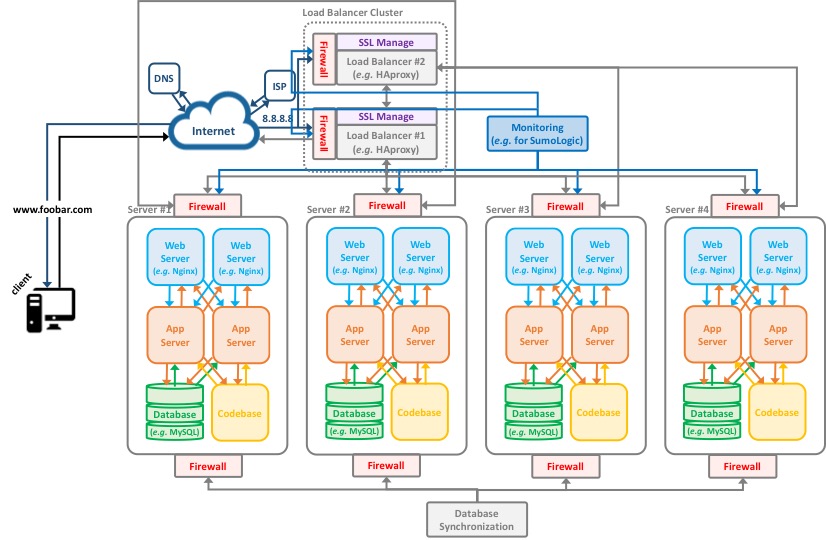 Load Balancer Cluster
SSL Manage
Firewall
Load Balancer #2
(e.g. HAproxy)
DNS
ISP
8.8.8.8
Internet
SSL Manage
Firewall
Load Balancer #1
(e.g. HAproxy)
Monitoring
(e.g. for SumoLogic)
www.foobar.com
client
Server #1
Firewall
Server #2
Firewall
Server #3
Firewall
Server #4
Firewall
Web
Server
(e.g. Nginx)
Web
Server
(e.g. Nginx)
Web
Server
(e.g. Nginx)
Web
Server
(e.g. Nginx)
Web
Server
(e.g. Nginx)
Web
Server
(e.g. Nginx)
Web
Server
(e.g. Nginx)
Web
Server
(e.g. Nginx)
App
Server
App
Server
App
Server
App
Server
App
Server
App
Server
App
Server
App
Server
Database
(e.g. MySQL)
Codebase
Database
(e.g. MySQL)
Codebase
Database
(e.g. MySQL)
Codebase
Database
(e.g. MySQL)
Codebase
Firewall
Firewall
Firewall
Firewall
Database
Synchronization